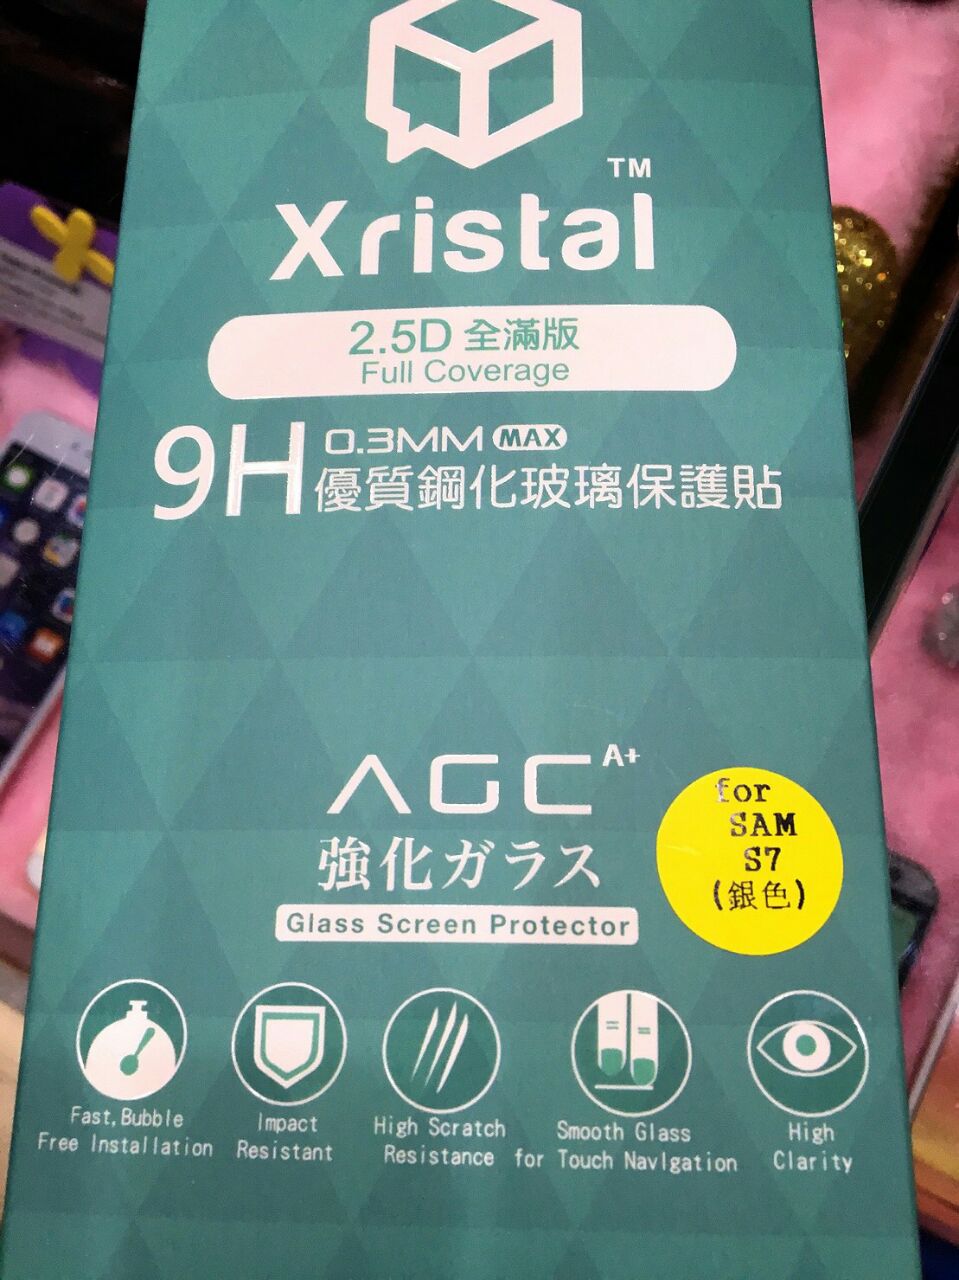 TM
Xristal
2.5D 全滿版
Full Coverage
9H
0.3MM MAX
優質鋼化玻璃保護貼
AGC A+
強化ガラス
Glass Screen Protector
for
SAM
S7
(銀色)
Fast,Bubble
Free Installation
Impact
Resistant
High Scratch
Resistance
Smooth Glass
for Touch NavIgation
High
Clarity